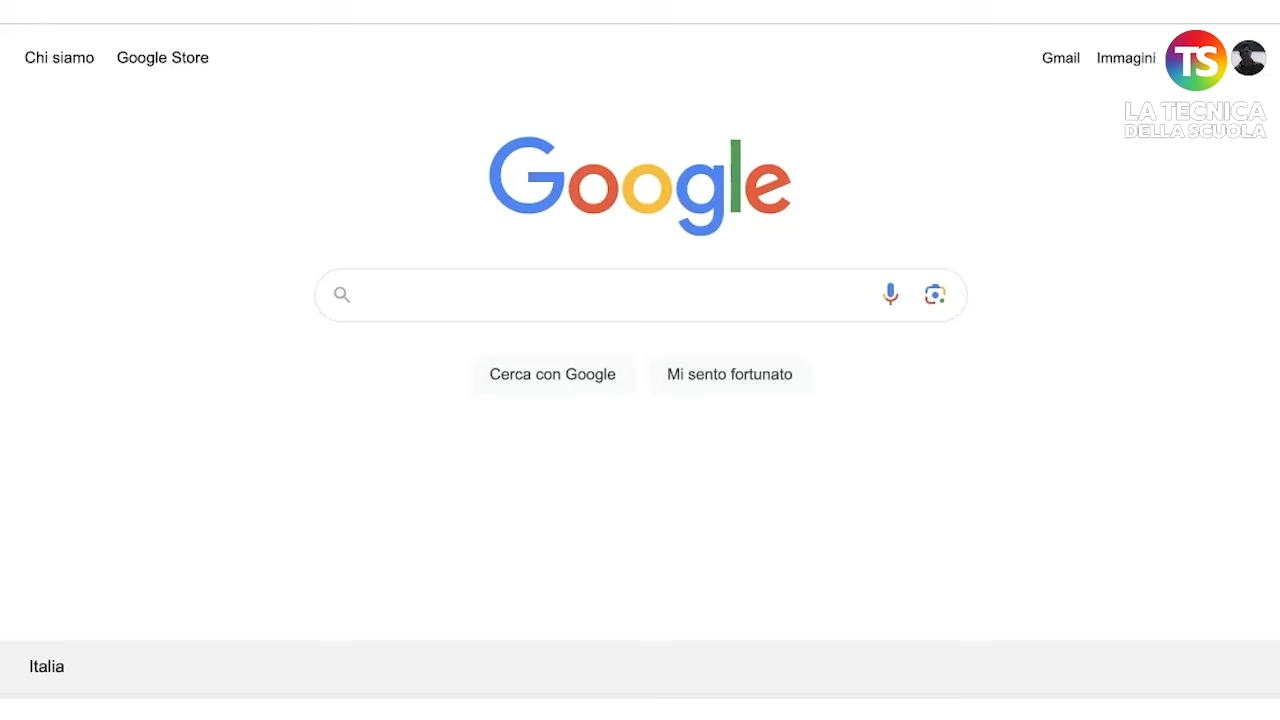 Chi siamo Google Store Gmail Immagini
TS
LA TECNICA
DELLA SCUOLA
Google
Cerca con Google Mi sento fortunato
Italia